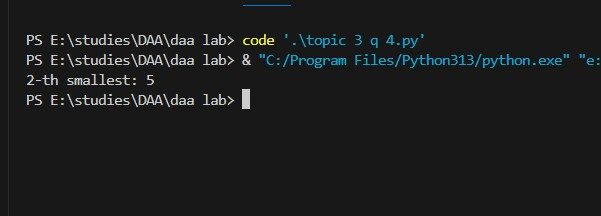 PS E:\studies\DAA\daa lab> code '.\topic 3 q 4.py'
PS E:\studies\DAA\daa lab> & "C:/Program Files/Python313/python.exe" "e:
2-th smallest: 5
PS E:\studies\DAA\daa lab>